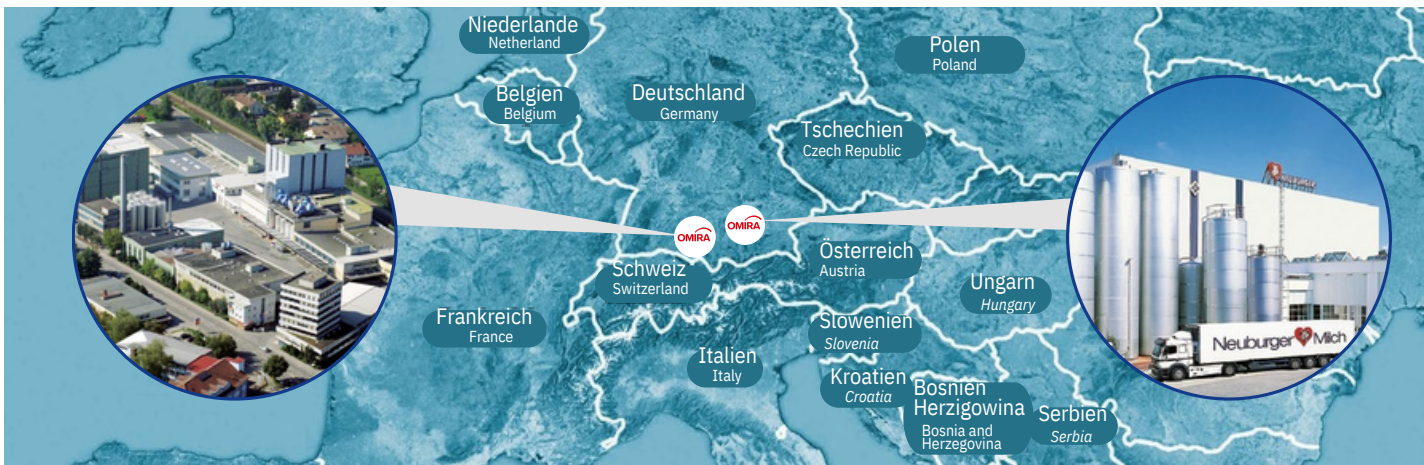 Niederlande
Netherland
Polen
Poland
Belgien
Belgium
Deutschland
Germany
Tschechien
Czech Republic
OMIRA
OMIRA
Schweiz
Switzerland
Österreich
Austria
Ungarn
Hungary
Frankreich
France
Slowenien
Slovenia
Italien
Italy
Kroatien
Croatia
Bosnien
Herzigowina
Bosnia and
Herzegovina
Serbien
Serbia
Neuburger Milch